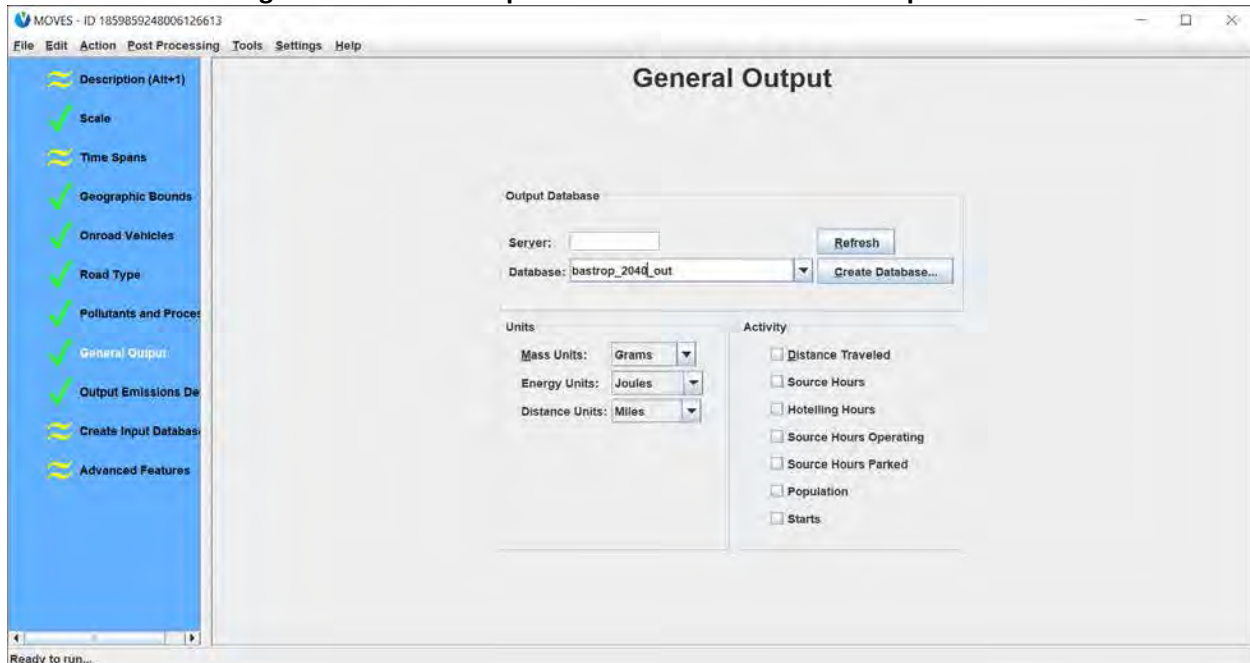 MOVES - ID 1859859248006126613
File Edit Action Post Processing Tools Settings Help
Description (Alt+1)
Scale
Time Spans
Geographic Bounds
Onroad Vehicles
Road Type
Pollutants and Proces
General Output
Output Emissions De
Create Input Databas
Advanced Features
General Output
Output Database
Server:
Refresh
Database: bastrop_2040_out
Create Database...
Units
Mass Units: Grams
Energy Units: Joules
Distance Units: Miles
Activity
Distance Traveled
Source Hours
Hotelling Hours
Source Hours Operating
Source Hours Parked
Population
Starts
Ready to run...